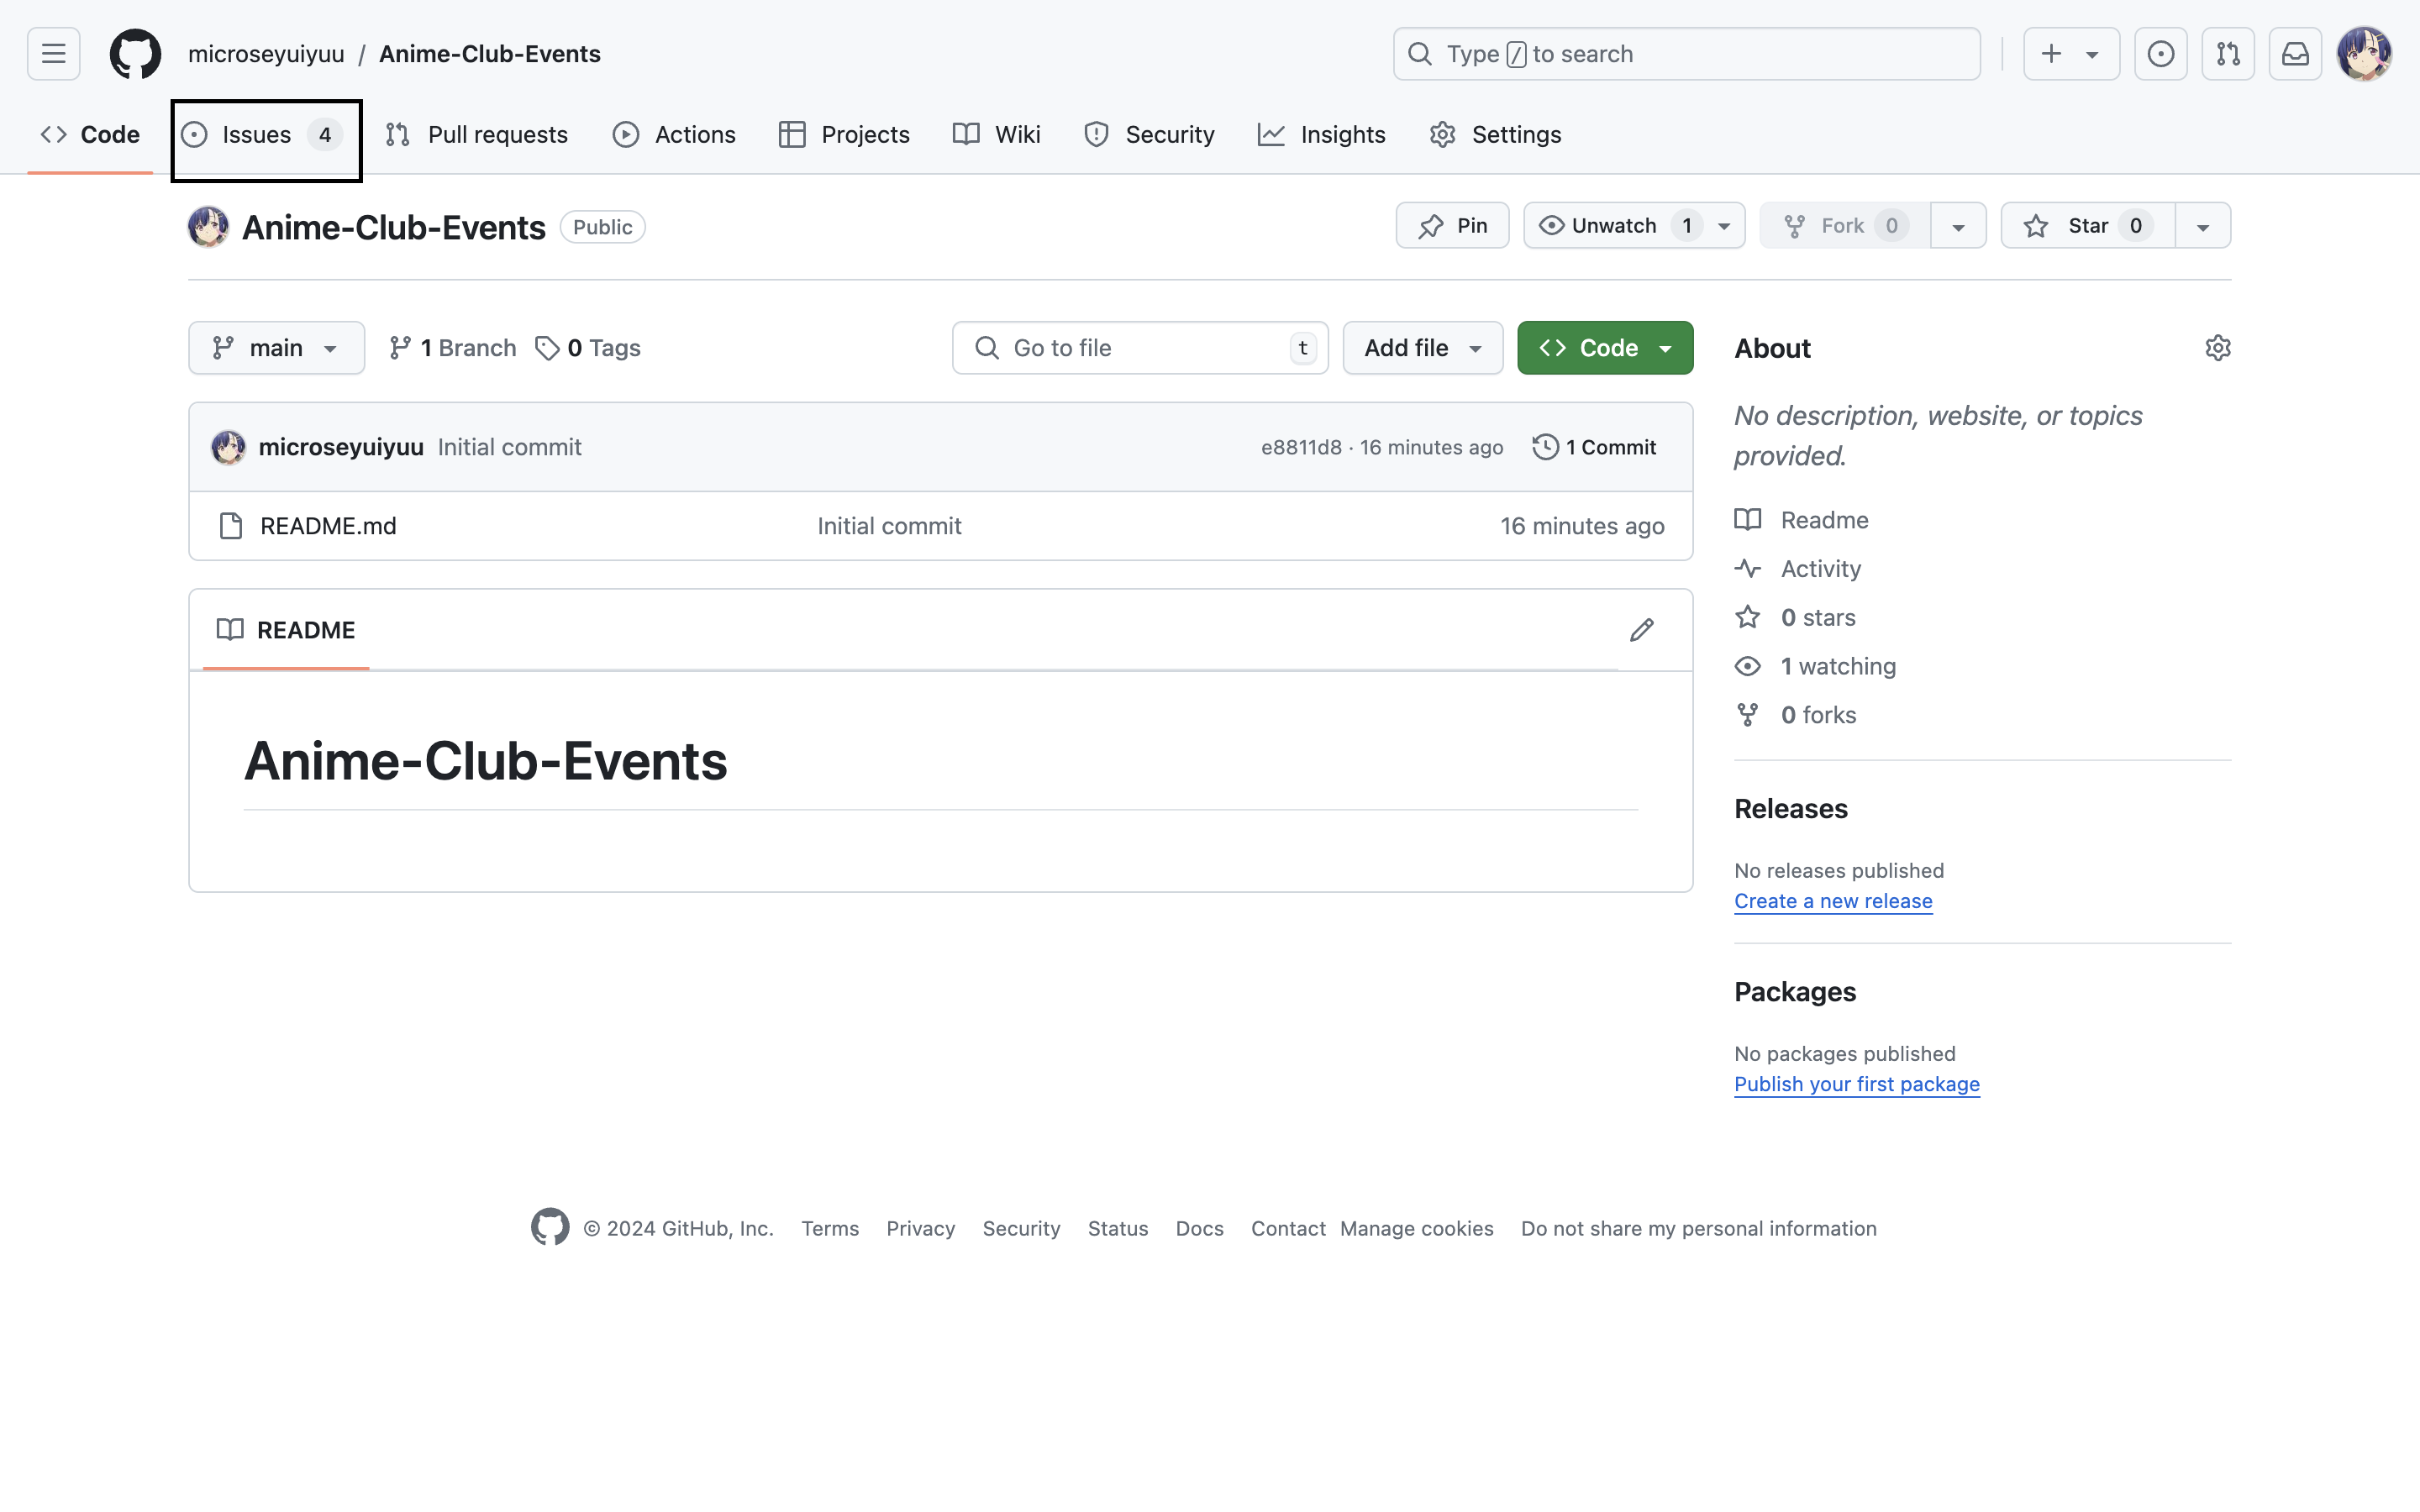 microseyuiyuu / Anime-Club-Events Type / to search
Code Issues 4 Pull requests Actions Projects Wiki Security Insights Settings
Anime-Club-Events Public Pin Unwatch 1 Fork 0 Star 0
main 1 Branch 0 Tags Go to file t Add file Code
microseyuiyuu Initial commit e8811d8 · 16 minutes ago 1 Commit
README.md Initial commit 16 minutes ago
README
Anime-Club-Events
About
No description, website, or topics
provided.
Readme
Activity
0 stars
1 watching
0 forks
Releases
No releases published
Create a new release
Packages
No packages published
Publish your first package
© 2024 GitHub, Inc. Terms Privacy Security Status Docs Contact Manage cookies Do not share my personal information